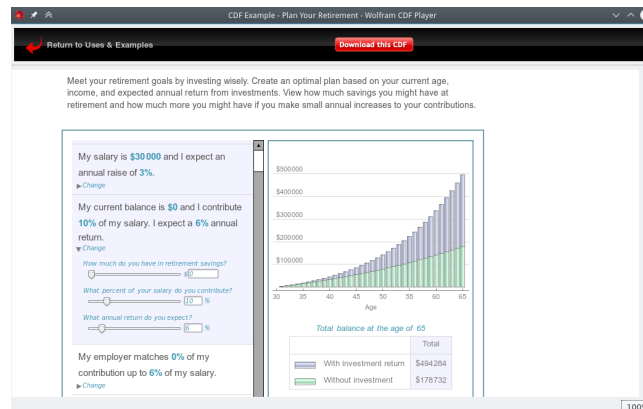 CDF Example - Plan Your Retirement - Wolfram CDF Player
Return to Uses & Examples
Download this CDF
Meet your retirement goals by investing wisely. Create an optimal plan based on your current age,
income, and expected annual return from investments. View how much savings you might have at
retirement and how much more you might have if you make small annual increases to your contributions.
My salary is $30000 and I expect an
annual raise of 3%.
▶Change
My current balance is $0 and I contribute
10% of my salary. I expect a 6% annual
return.
▼Change
How much do you have in retirement savings?
$0
What percent of your salary do you contribute?
10 %
What annual return do you expect?
6 %
My employer matches 0% of my
contribution up to 6% of my salary.
▶Change
$500000
$400000
$300000
$200000
$100000
30 35 40 45 50 55 60 65
Age
Total balance at the age of 65
Total
With investment return $494284
Without investment $178732